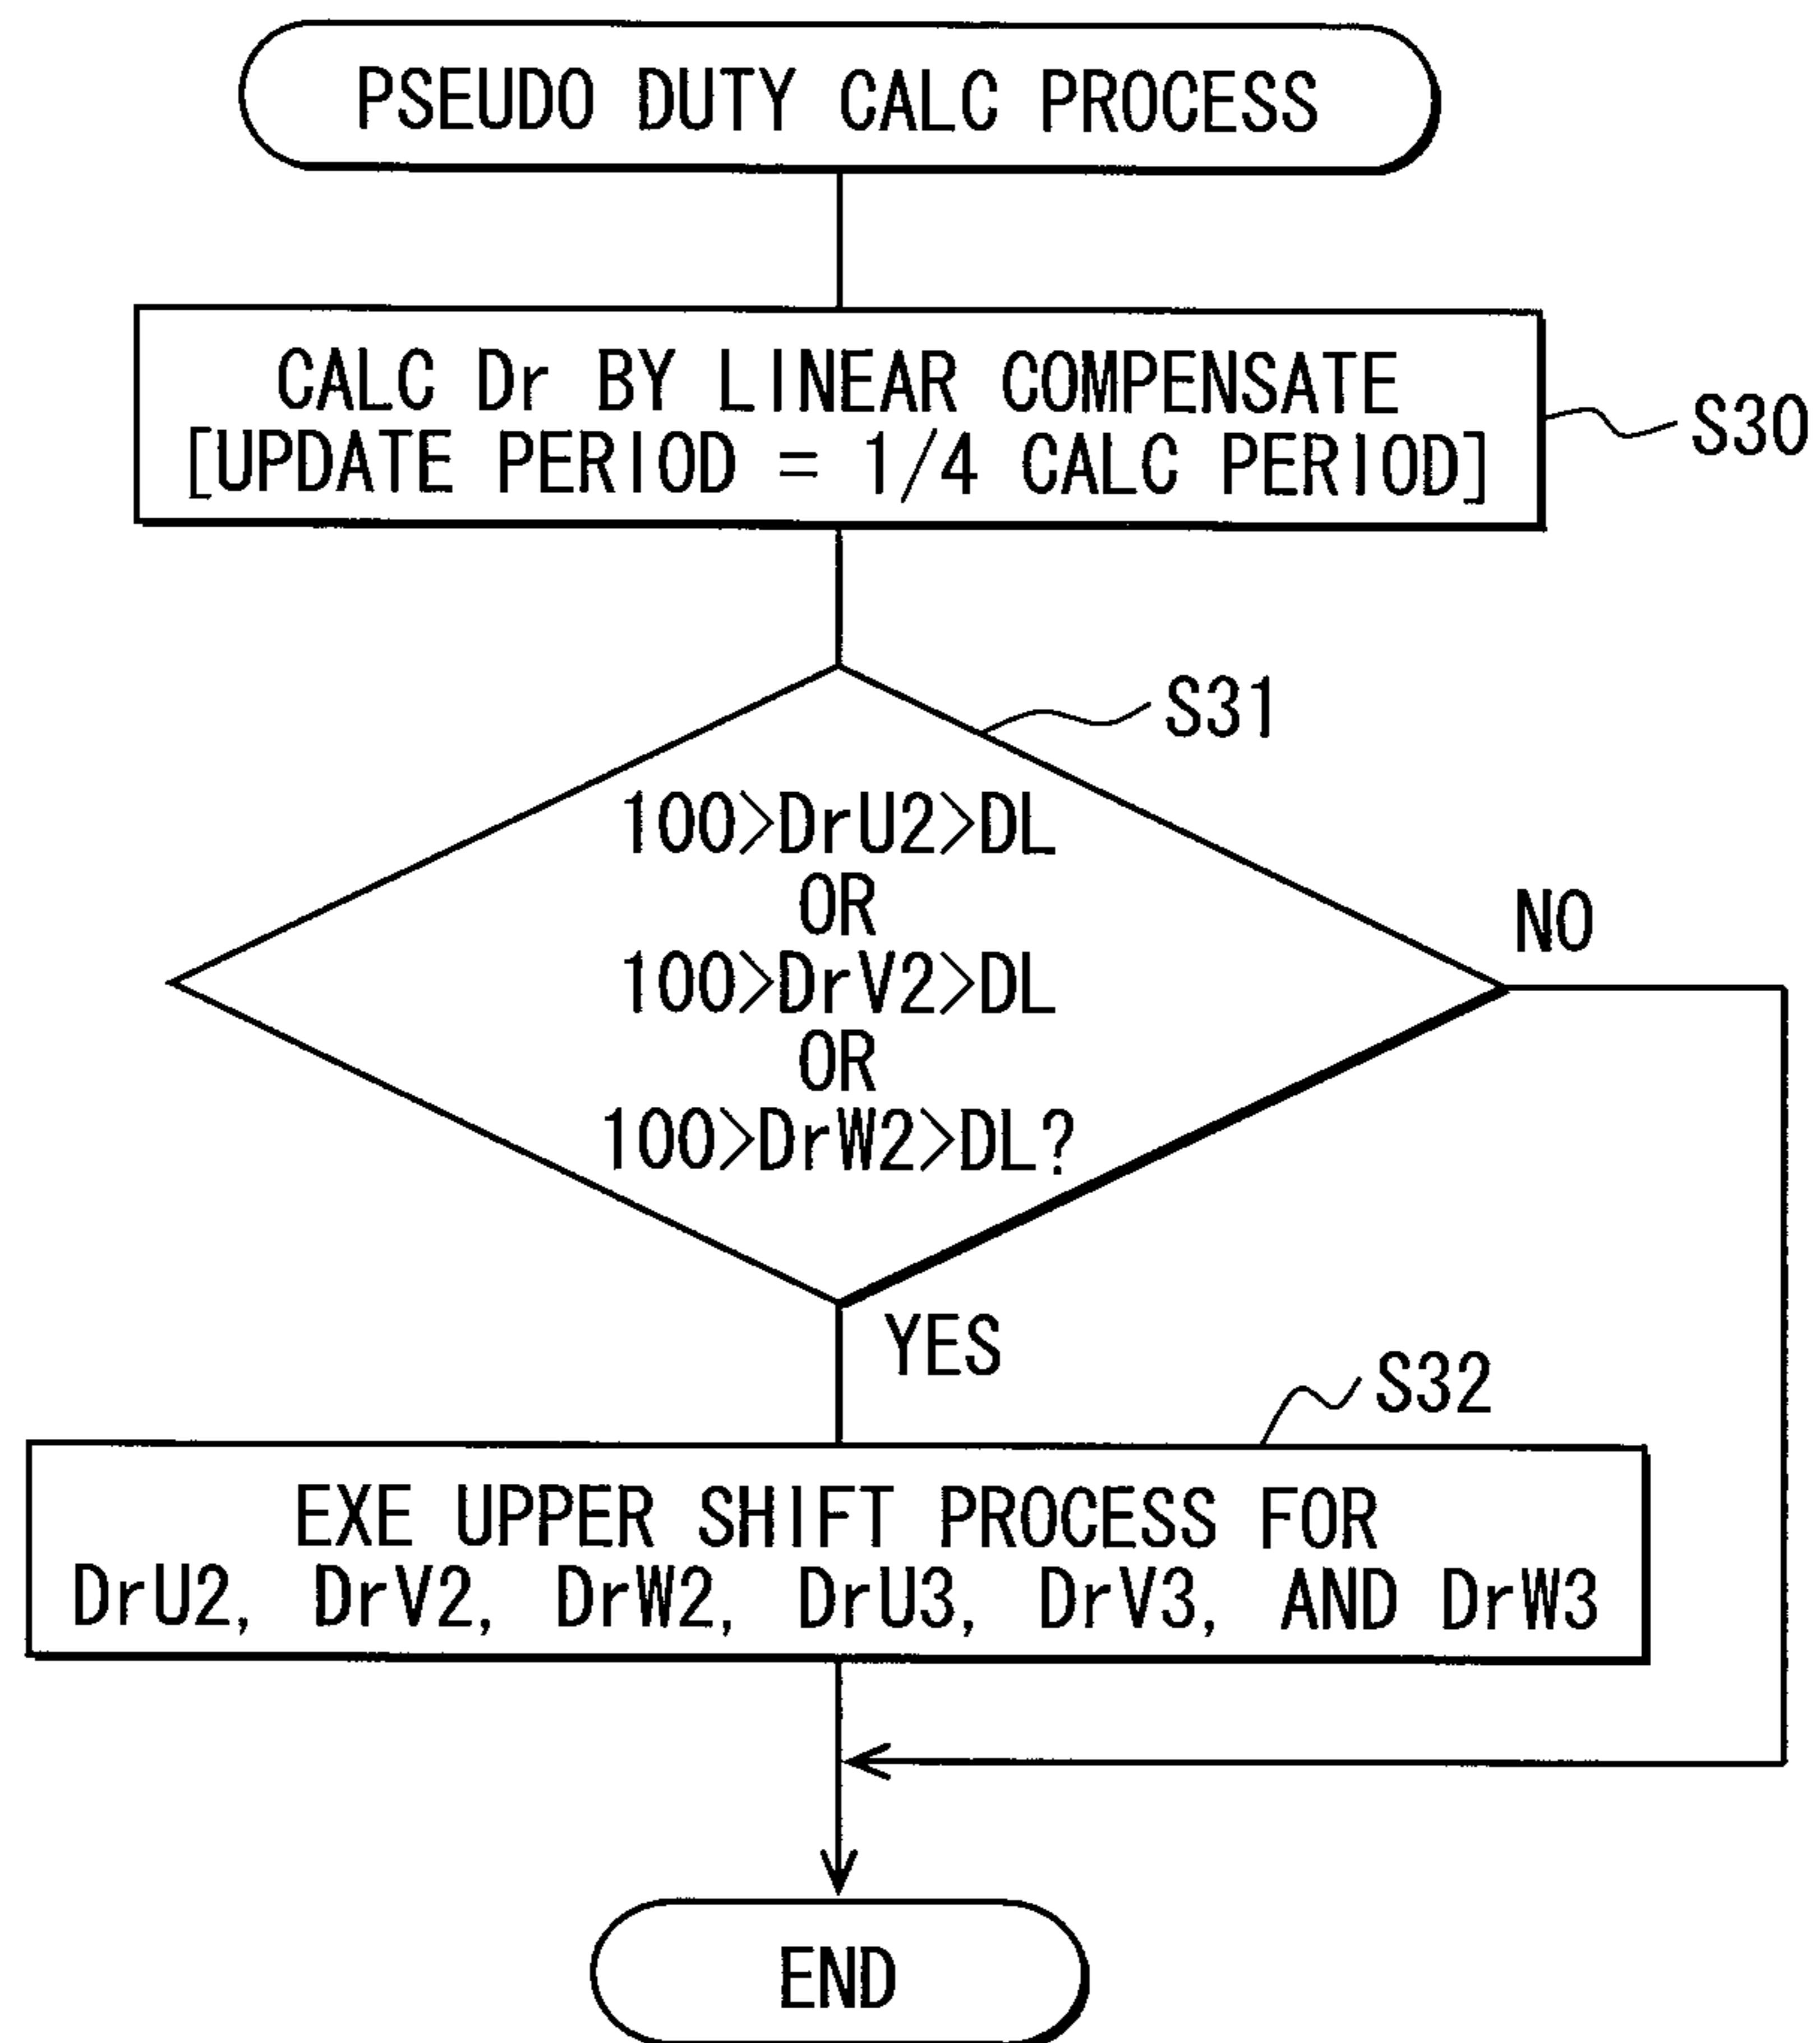 PSEUDO DUTY CALC PROCESS
CALC Dr BY LINEAR COMPENSATE
[UPDATE PERIOD = 1/4 CALC PERIOD]
S30
S31
100>DrU2>DL
OR
100>DrV2>DL
OR
100>DrW2>DL?
NO
YES
S32
EXE UPPER SHIFT PROCESS FOR
DrU2, DrV2, DrW2, DrU3, DrV3, AND DrW3
END